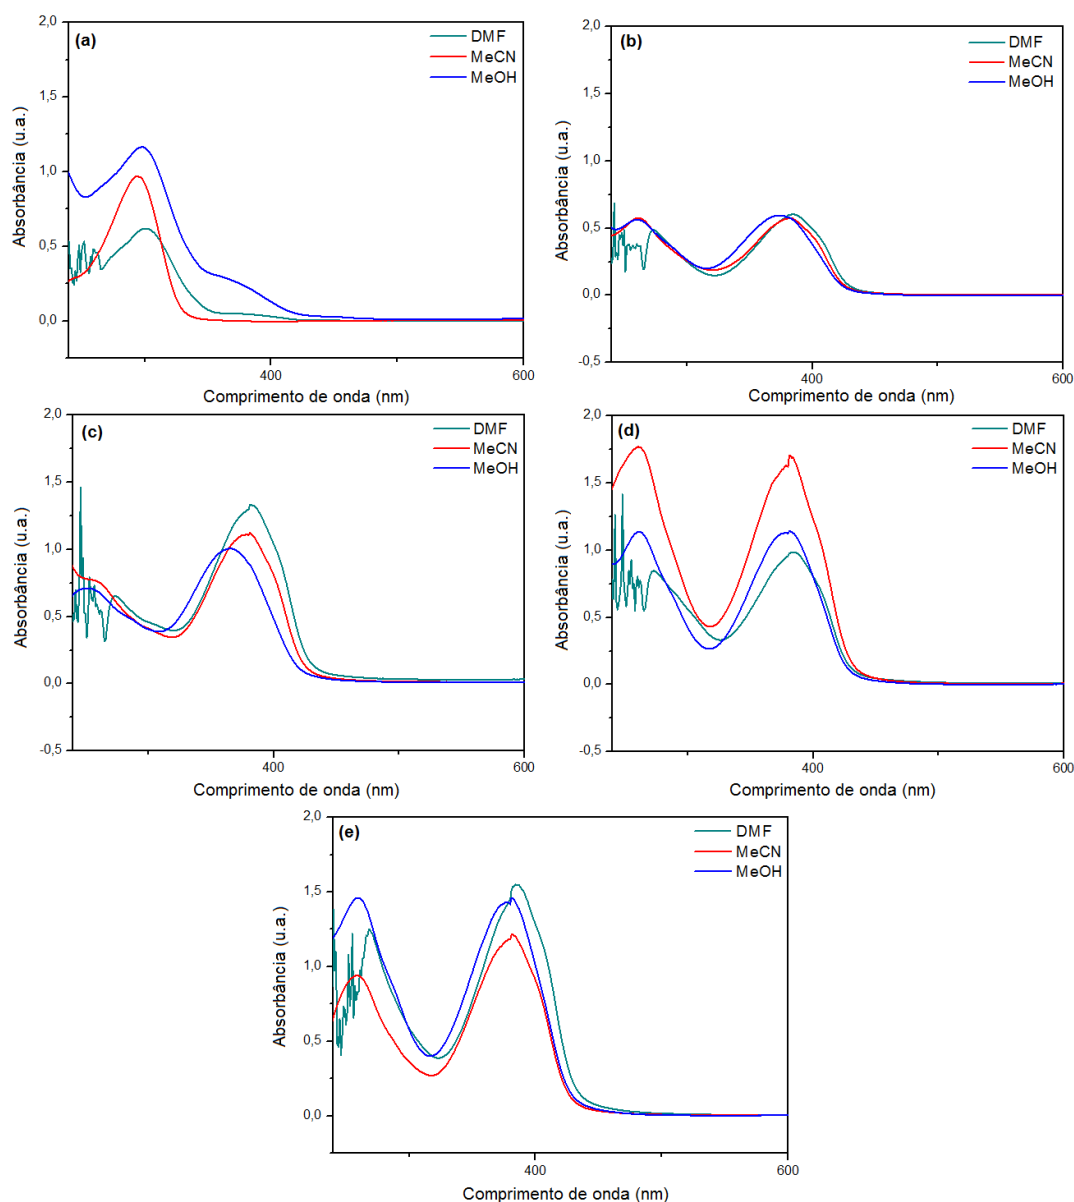 (a)
DMF
MeCN
MeOH
2,0
1,5
1,0
0,5
0,0
400
600
Absorbância (u.a.)
Comprimento de onda (nm)
(b)
DMF
MeCN
MeOH
2,0
1,5
1,0
0,5
0,0
-0,5
400
600
Absorbância (u.a.)
Comprimento de onda (nm)
(c)
DMF
MeCN
MeOH
2,0
1,5
1,0
0,5
0,0
-0,5
400
600
Absorbância (u.a.)
Comprimento de onda (nm)
(d)
DMF
MeCN
MeOH
2,0
1,5
1,0
0,5
0,0
-0,5
400
600
Absorbância (u.a.)
Comprimento de onda (nm)
(e)
DMF
MeCN
MeOH
2,0
1,5
1,0
0,5
0,0
400
600
Absorbância (u.a.)
Comprimento de onda (nm)